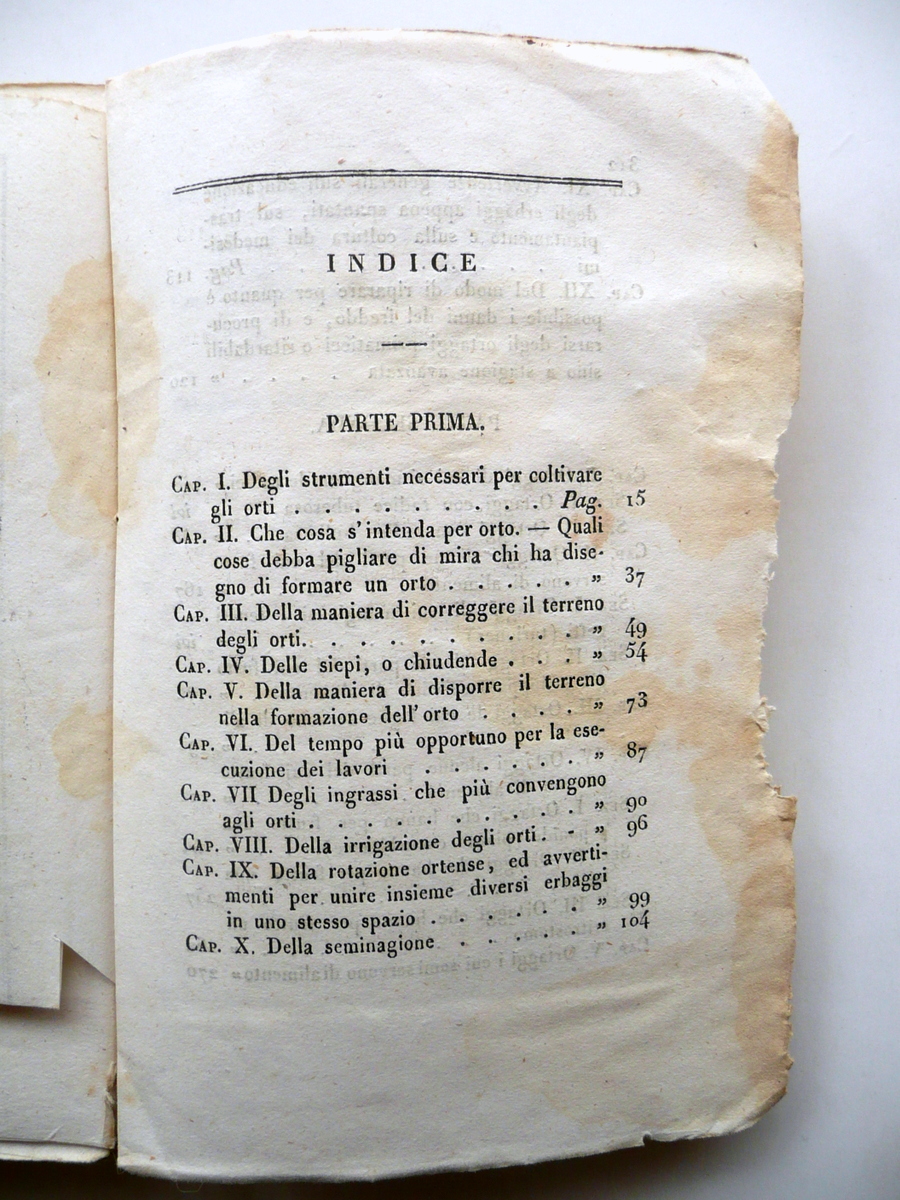 INDICE
PARTE PRIMA.
CAP. I. Degli strumenti necessari per coltivare
gli orti . . . . . . . . . . . Pag. 15
CAP. II. Che cosa s'intenda per orto. — Quali
cose debba pigliare di mira chi ha dise-
gno di formare un orto . . . . . . „ 37
CAP. III. Della maniera di correggere il terreno
degli orti. . . . . . . . . . . „ 49
CAP. IV. Delle siepi, o chiudende . . . „ 54
CAP. V. Della maniera di disporre il terreno
nella formazione dell'orto . . . . . „ 73
CAP. VI. Del tempo più opportuno per la ese-
cuzione dei lavori . . . . . . . „ 87
CAP. VII Degli ingrassi che più convengono
agli orti . . . . . . . . . . . „ 90
CAP. VIII. Della irrigazione degli orti. - „ 96
CAP. IX. Della rotazione ortense, ed avverti-
menti per unire insieme diversi erbaggi
in uno stesso spazio . . . . . . „ 99
CAP. X. Della seminagione . . . . . „ 104